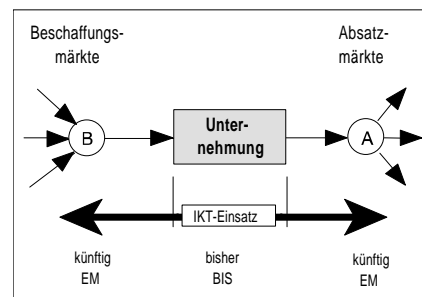 Beschaffungs-
märkte
Absatz-
märkte
B
Unter-
nehmung
A
IKT-Einsatz
künftig
EM
bisher
BIS
künftig
EM